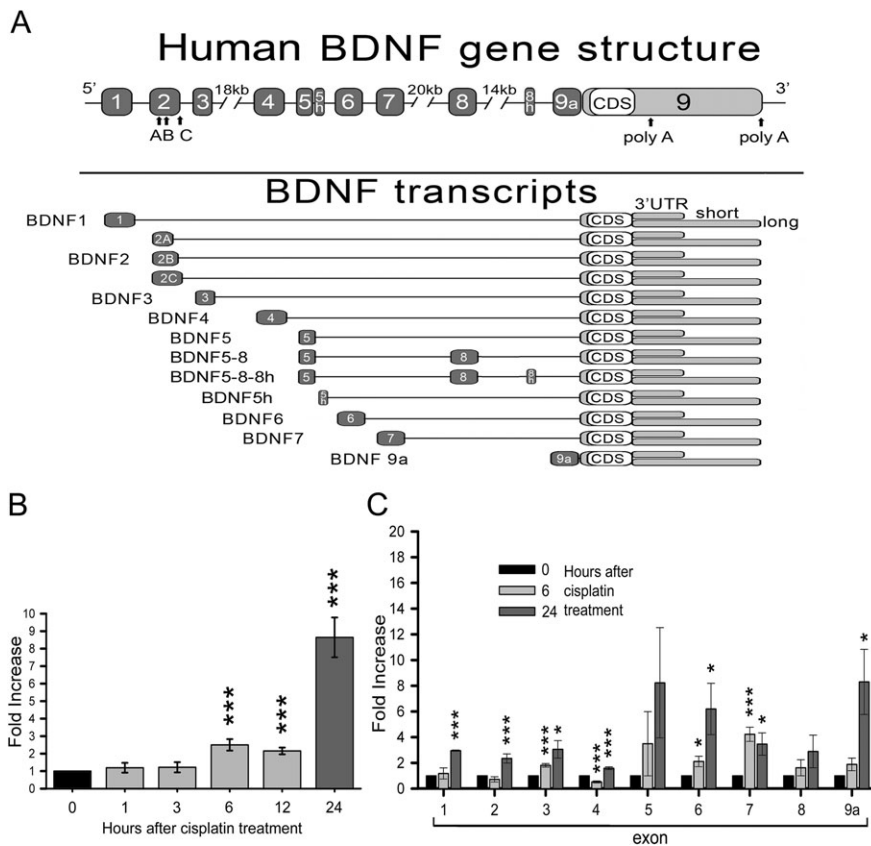 A
Human BDNF gene structure
5' 1 2 3 18kb 4 5 5h 6 7 20kb 8 14kb 8h 9a CDS 9 3'
AB C poly A poly A
BDNF transcripts
3'UTR short long
BDNF1 1 CDS
2A CDS
BDNF2 2B CDS
2C CDS
BDNF3 3 CDS
BDNF4 4 CDS
BDNF5 5 CDS
BDNF5-8 5 8 CDS
BDNF5-8-8h 5 8 8h CDS
BDNF5h 5h CDS
BDNF6 6 CDS
BDNF7 7 CDS
BDNF 9a 9a CDS
B
Fold Increase
10
9
8
7
6
5
4
3
2
1
0
*** *** ***
0 1 3 6 12 24
Hours after cisplatin treatment
C
Fold Increase
20
18
16
14
12
10
8
6
4
2
0
0 Hours after
6 cisplatin
24 treatment
*** *** *** * *** *** * * *** * *
1 2 3 4 5 6 7 8 9a
exon